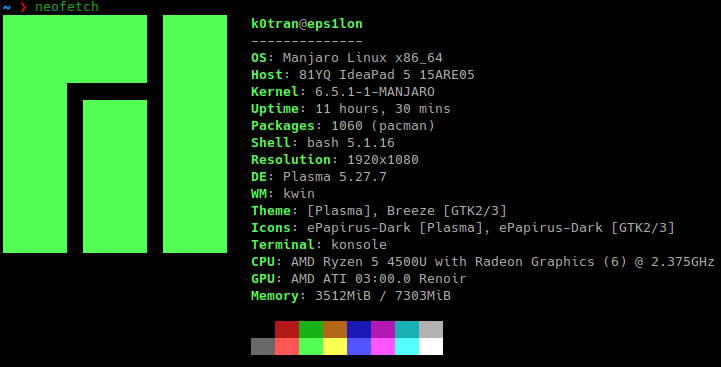 ~ ❯ neofetch
k0tran@eps1lon
--------------
OS: Manjaro Linux x86_64
Host: 81YQ IdeaPad 5 15ARE05
Kernel: 6.5.1-1-MANJARO
Uptime: 11 hours, 30 mins
Packages: 1060 (pacman)
Shell: bash 5.1.16
Resolution: 1920x1080
DE: Plasma 5.27.7
WM: kwin
Theme: [Plasma], Breeze [GTK2/3]
Icons: ePapirus-Dark [Plasma], ePapirus-Dark [GTK2/3]
Terminal: konsole
CPU: AMD Ryzen 5 4500U with Radeon Graphics (6) @ 2.375GHz
GPU: AMD ATI 03:00.0 Renoir
Memory: 3512MiB / 7303MiB